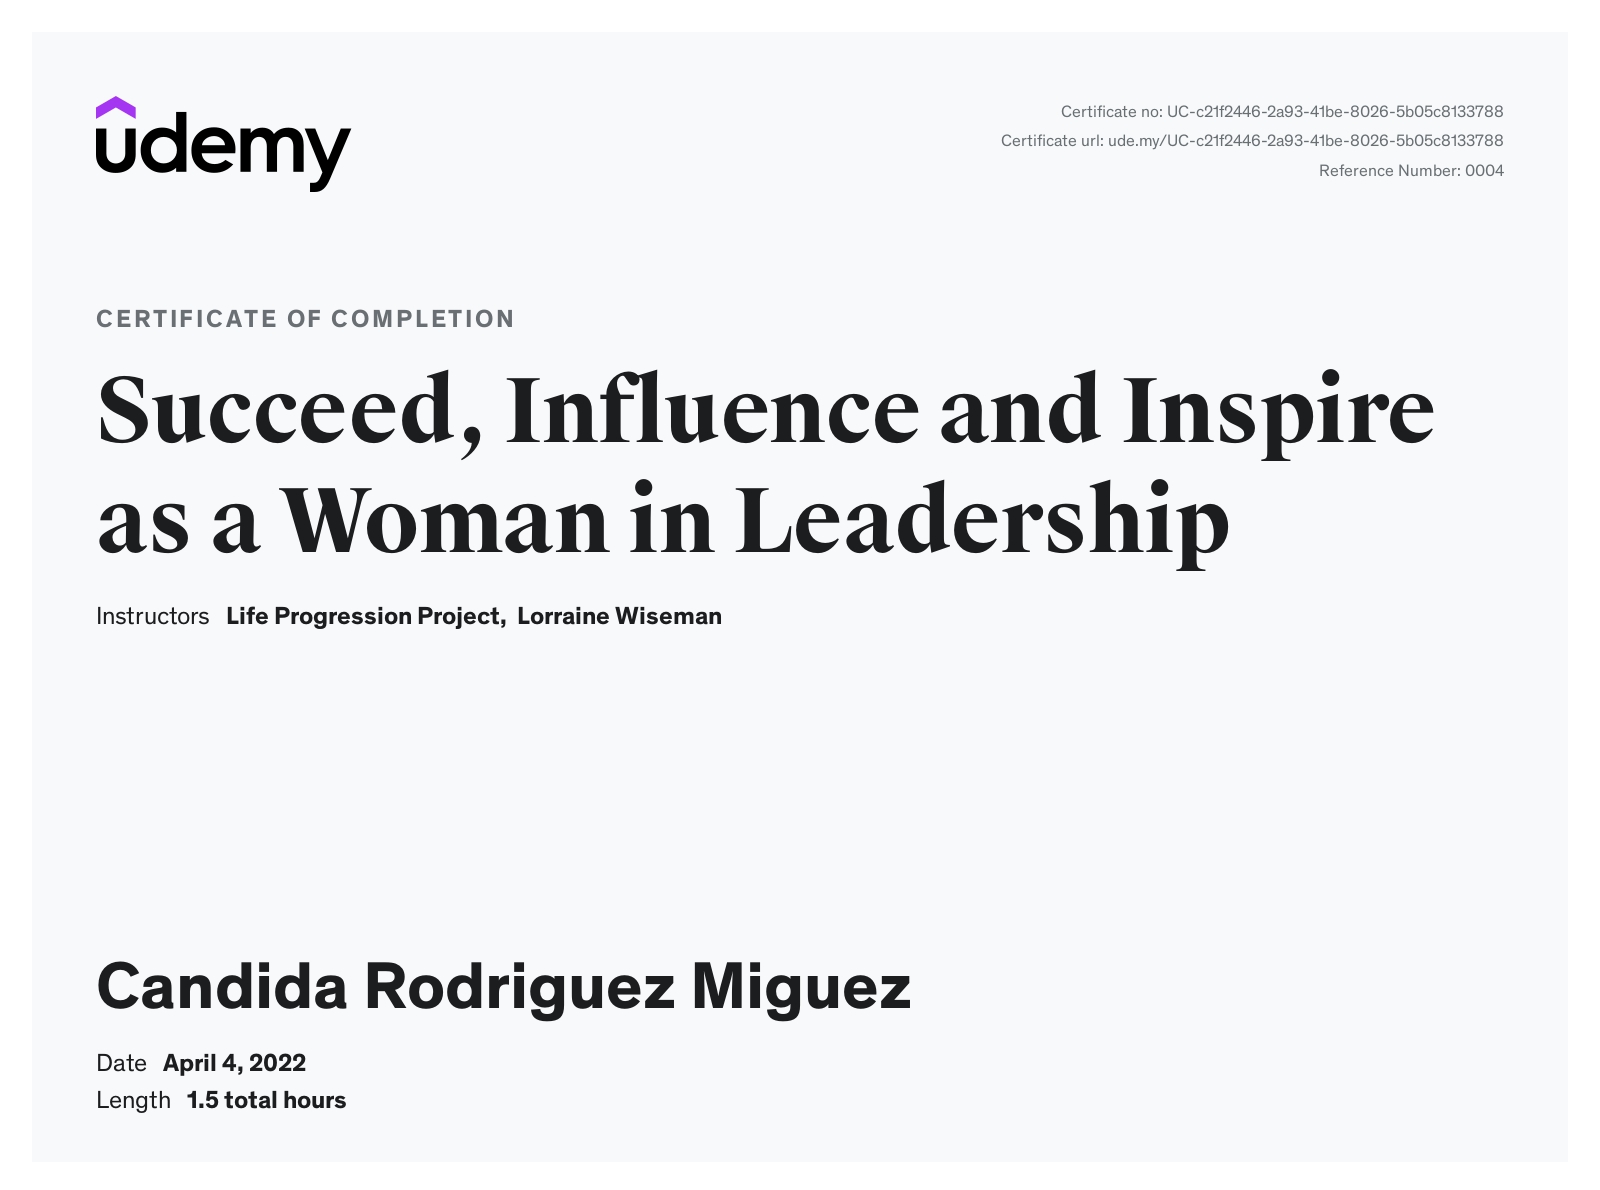 udemy
Certificate no: UC-c21f2446-2a93-41be-8026-5b05c8133788
Certificate url: ude.my/UC-c21f2446-2a93-41be-8026-5b05c8133788
Reference Number: 0004
CERTIFICATE OF COMPLETION
Succeed, Influence and Inspire
as a Woman in Leadership
Instructors Life Progression Project, Lorraine Wiseman
Candida Rodriguez Miguez
Date April 4, 2022
Length 1.5 total hours